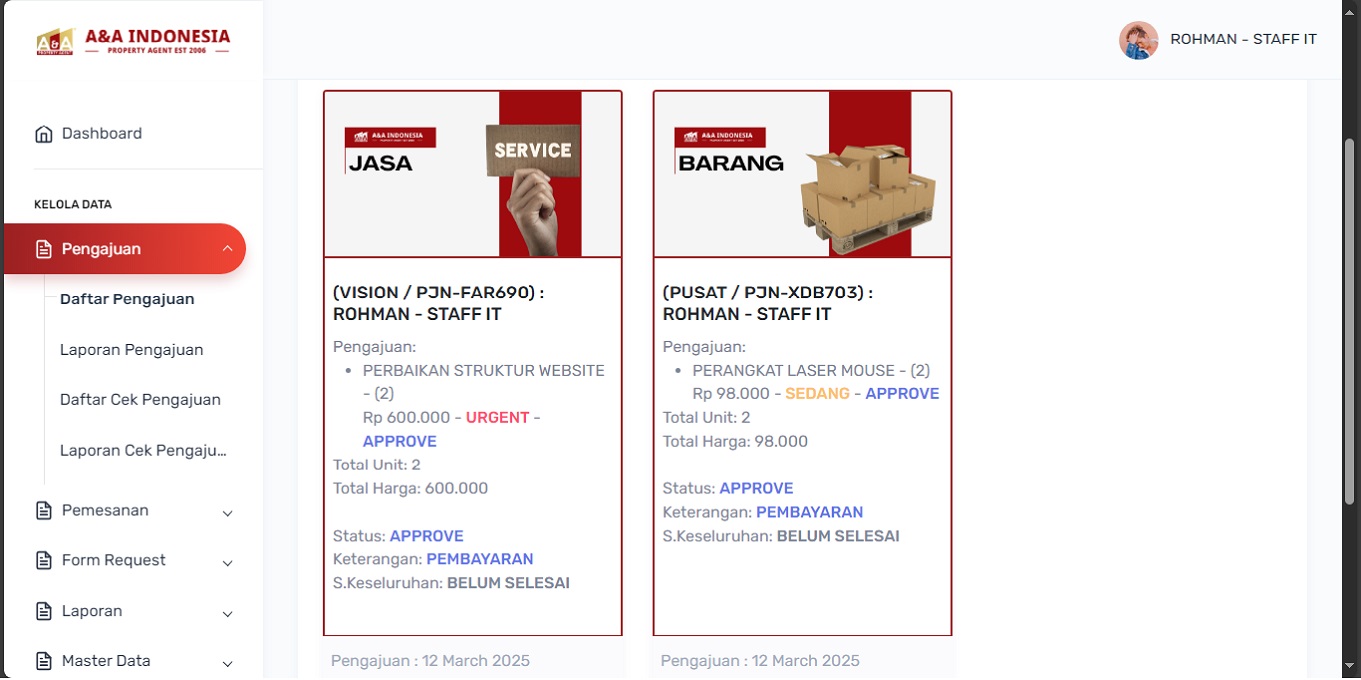 A&A INDONESIA
PROPERTY AGENT EST 2006
ROHMAN - STAFF IT
Dashboard
KELOLA DATA
Pengajuan
Daftar Pengajuan
Laporan Pengajuan
Daftar Cek Pengajuan
Laporan Cek Pengaju...
Pemesanan
Form Request
Laporan
Master Data
A&A INDONESIA
JASA
SERVICE
(VISION / PJN-FAR690) :
ROHMAN - STAFF IT
Pengajuan:
• PERBAIKAN STRUKTUR WEBSITE
- (2)
Rp 600.000 - URGENT -
APPROVE
Total Unit: 2
Total Harga: 600.000
Status: APPROVE
Keterangan: PEMBAYARAN
S.Keseluruhan: BELUM SELESAI
Pengajuan : 12 March 2025
A&A INDONESIA
BARANG
(PUSAT / PJN-XDB703) :
ROHMAN - STAFF IT
Pengajuan:
• PERANGKAT LASER MOUSE - (2)
Rp 98.000 - SEDANG - APPROVE
Total Unit: 2
Total Harga: 98.000
Status: APPROVE
Keterangan: PEMBAYARAN
S.Keseluruhan: BELUM SELESAI
Pengajuan : 12 March 2025